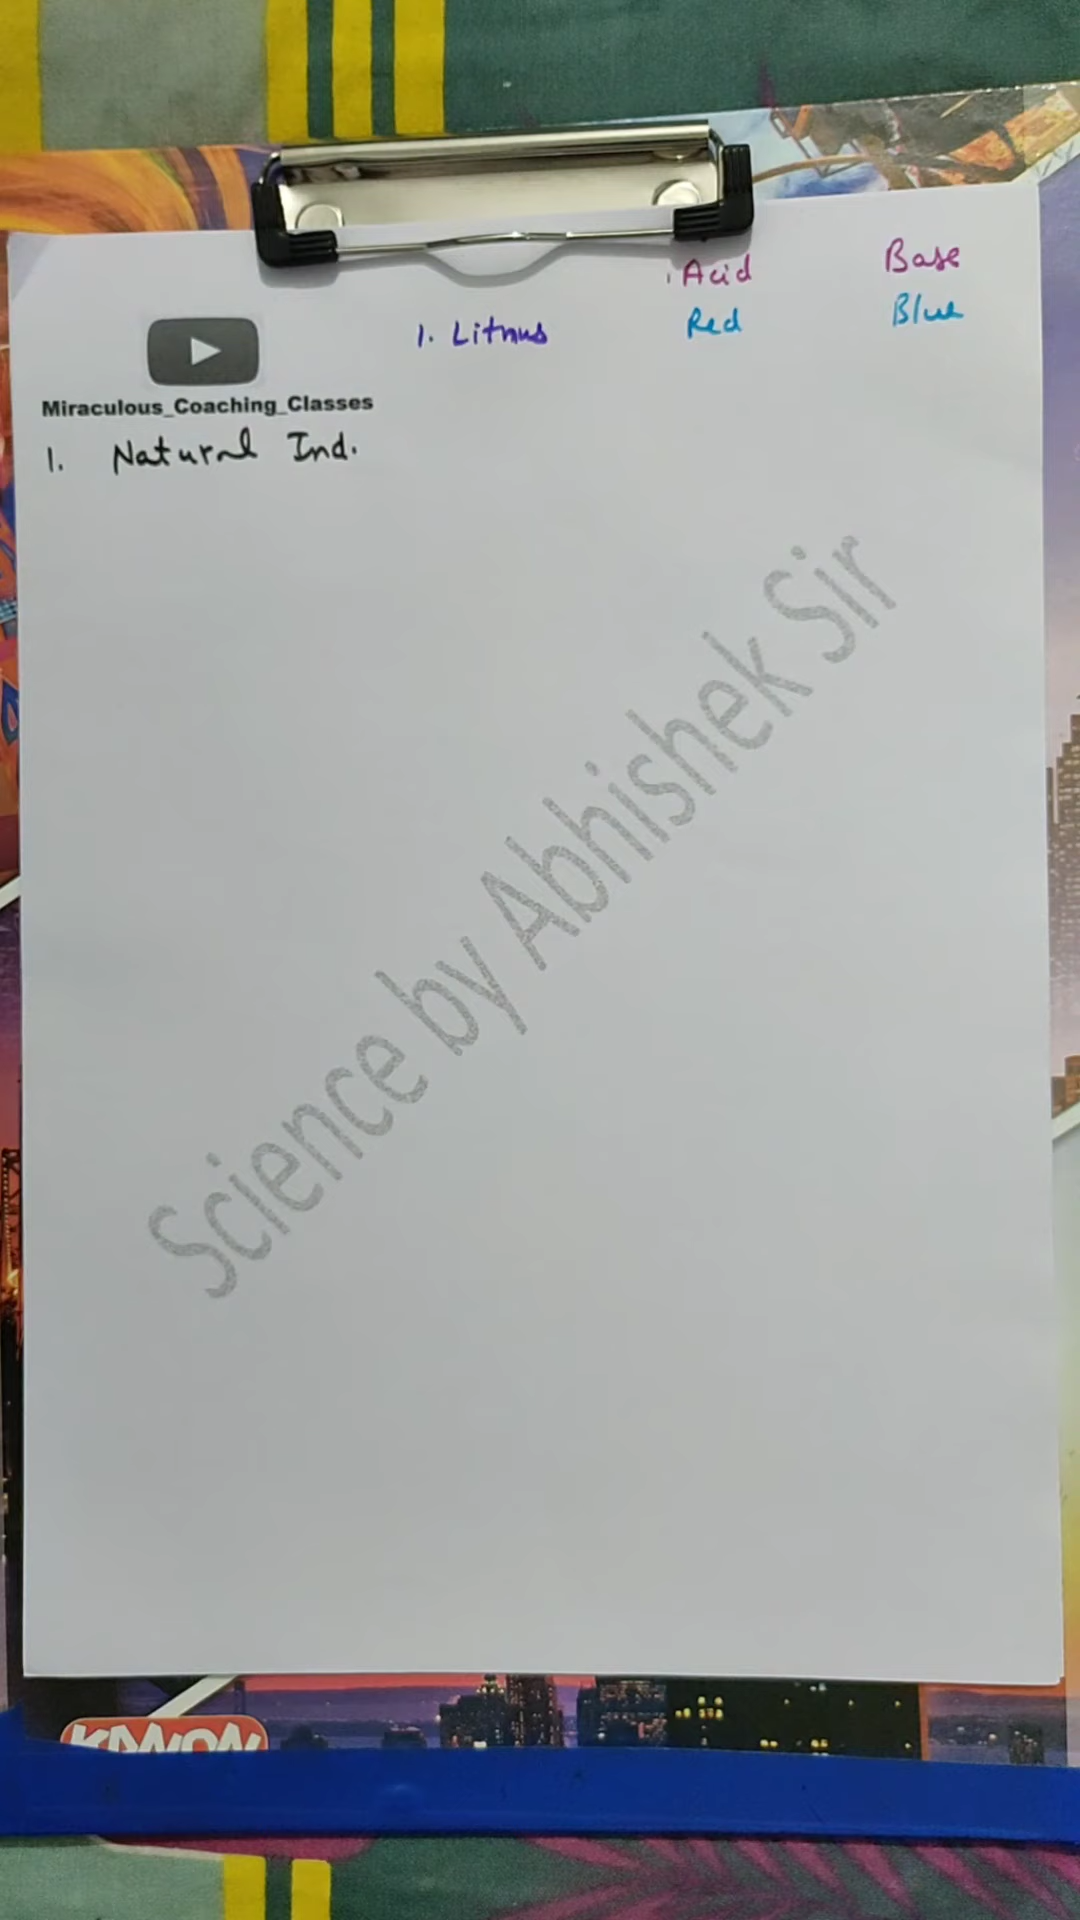 Acid Base
1. Litmus Red Blue
Miraculous_Coaching_Classes
1. Natural Ind.
Science by Abhishek Sir